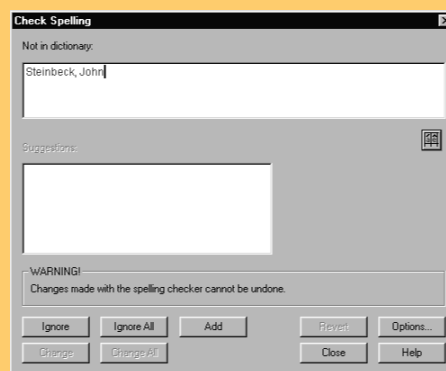 Check Spelling
Not in dictionary:
Steinbeck, John
Suggestions:
WARNING!
Changes made with the spelling checker cannot be undone.
Ignore Ignore All Add Revert Options...
Change Change All Close Help